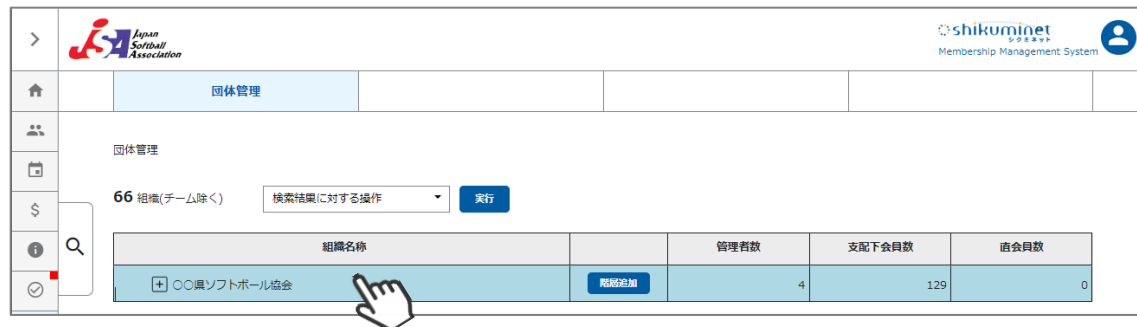 Japan
Softball
Association
shikuminet
シクミネット
Membership Management System
団体管理
団体管理
66 組織(チーム除く) 検索結果に対する操作 実行
組織名称 管理者数 支配下会員数 直会員数
〇〇県ソフトボール協会 階層追加 4 129 0